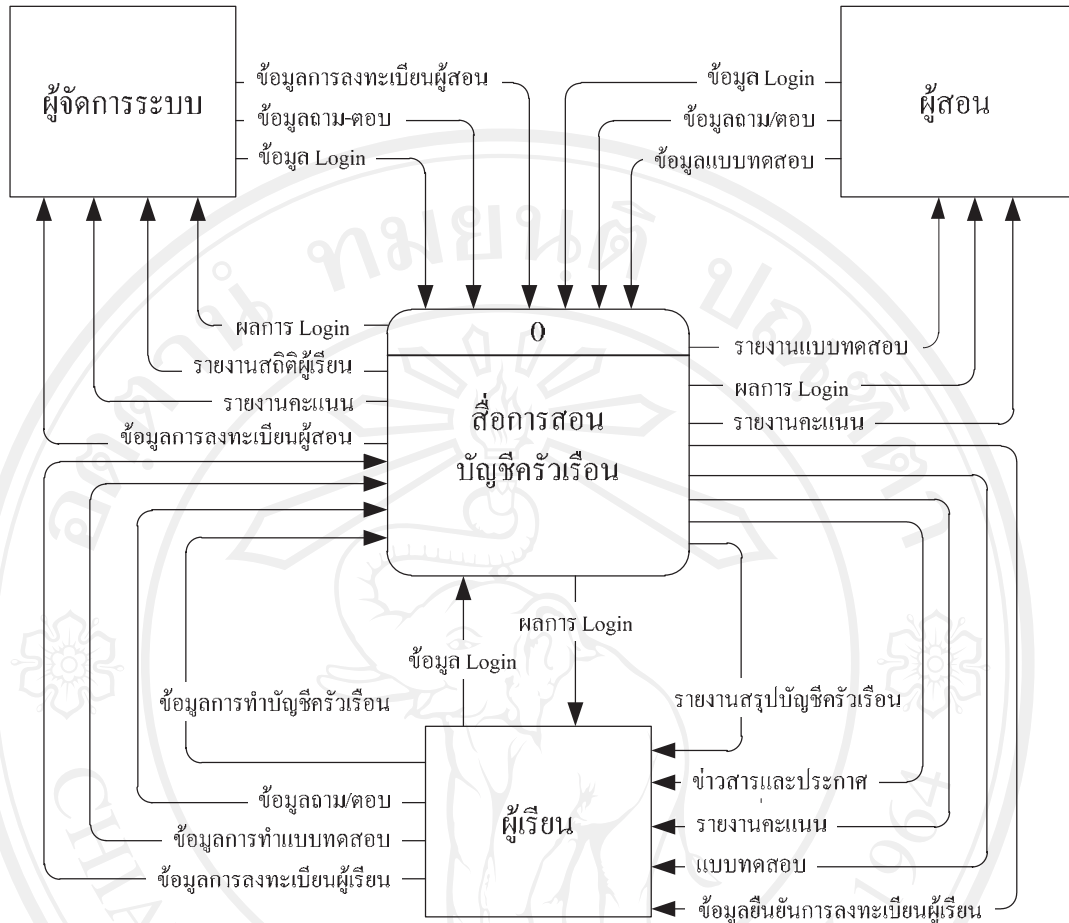 ผู้จัดการระบบ
ข้อมูลการลงทะเบียนผู้สอน
ข้อมูลถาม-ตอบ
ข้อมูล Login
ข้อมูล Login
ข้อมูลถาม/ตอบ
ข้อมูลแบบทดสอบ
ผู้สอน
ผลการ Login
รายงานสถิติผู้เรียน
รายงานคะแนน
ข้อมูลการลงทะเบียนผู้สอน
0
สื่อการสอน
บัญชีครัวเรือน
รายงานแบบทดสอบ
ผลการ Login
รายงานคะแนน
ผลการ Login
ข้อมูล Login
ข้อมูลการทำบัญชีครัวเรือน
ข้อมูลถาม/ตอบ
ข้อมูลการทำแบบทดสอบ
ข้อมูลการลงทะเบียนผู้เรียน
ผู้เรียน
รายงานสรุปบัญชีครัวเรือน
ข่าวสารและประกาศ
รายงานคะแนน
แบบทดสอบ
ข้อมูลยืนยันการลงทะเบียนผู้เรียน
ทมยนฺติ
1964